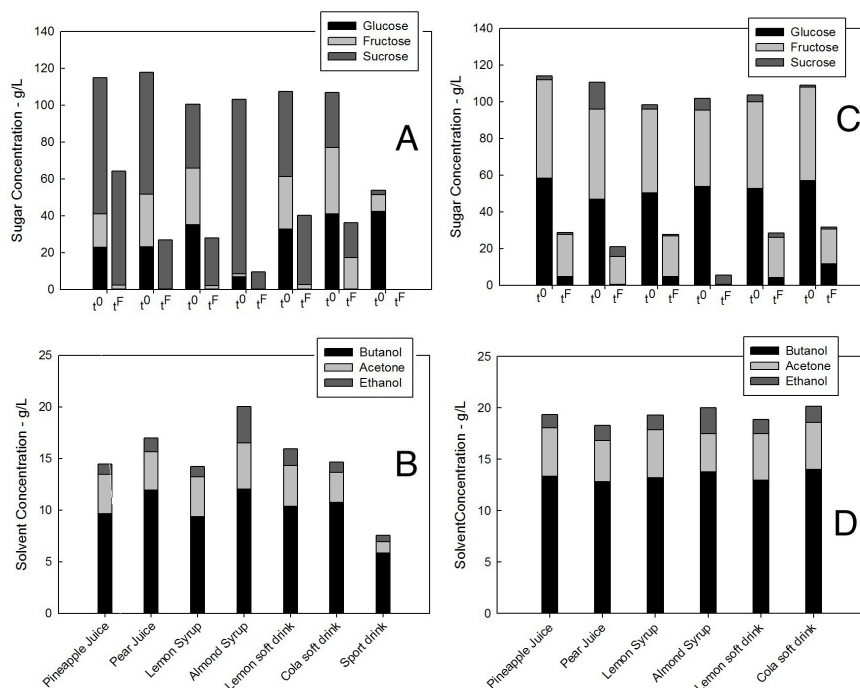 Glucose
Fructose
Sucrose
140
120
100
80
60
40
20
0
Sugar Concentration - g/L
A
t0 tF t0 tF t0 tF t0 tF t0 tF t0 tF t0 tF
Glucose
Fructose
Sucrose
140
120
100
80
60
40
20
0
Sugar Concentration - g/L
C
t0 tF t0 tF t0 tF t0 tF t0 tF t0 tF
Butanol
Acetone
Ethanol
25
20
15
10
5
0
Solvent Concentration - g/L
B
Pineapple Juice
Pear Juice
Lemon Syrup
Almond Syrup
Lemon soft drink
Cola soft drink
Sport drink
Butanol
Acetone
Ethanol
25
20
15
10
5
0
SolventConcentration - g/L
D
Pineapple Juice
Pear Juice
Lemon Syrup
Almond Syrup
Lemon soft drink
Cola soft drink